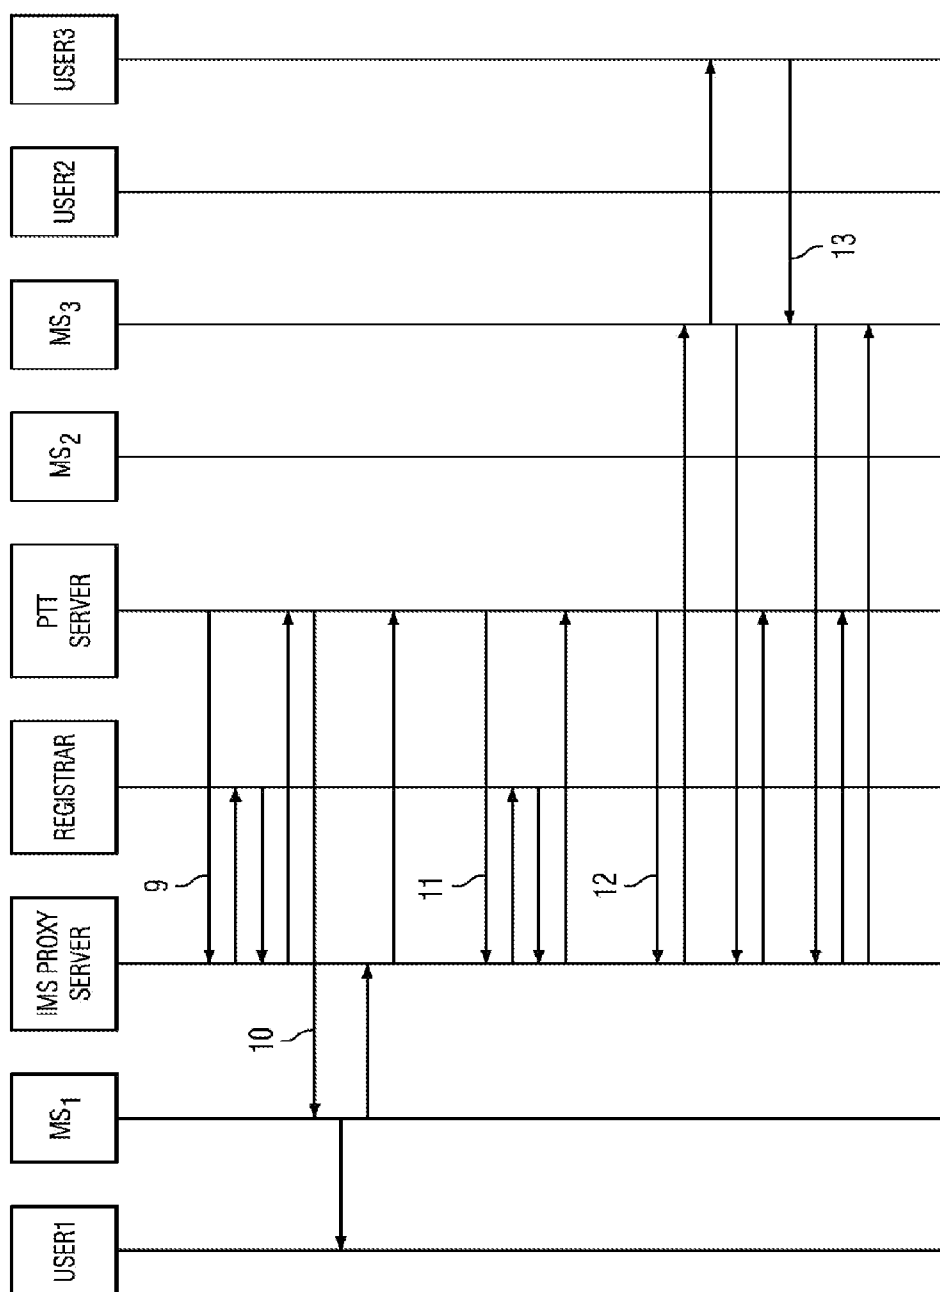 USER1
MS1
IMS PROXY
SERVER
REGISTRAR
PTT
SERVER
MS2
MS3
USER2
USER3
9
10
11
12
13